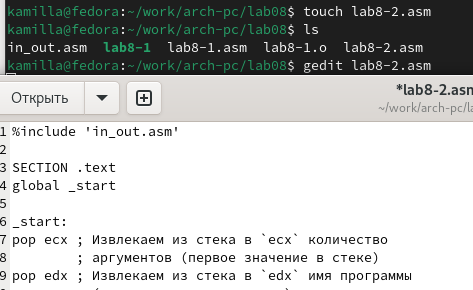 kamilla@fedora:~/work/arch-pc/lab08$ touch lab8-2.asm
kamilla@fedora:~/work/arch-pc/lab08$ ls
in_out.asm lab8-1 lab8-1.asm lab8-1.o lab8-2.asm
kamilla@fedora:~/work/arch-pc/lab08$ gedit lab8-2.asm
Открыть
*lab8-2.asm
~/work/arch-pc/la
1 %include 'in_out.asm'
2
3 SECTION .text
4 global _start
5
6 _start:
7 pop ecx ; Извлекаем из стека в `ecx` количество
8 ; аргументов (первое значение в стеке)
9 pop edx ; Извлекаем из стека в `edx` имя программы